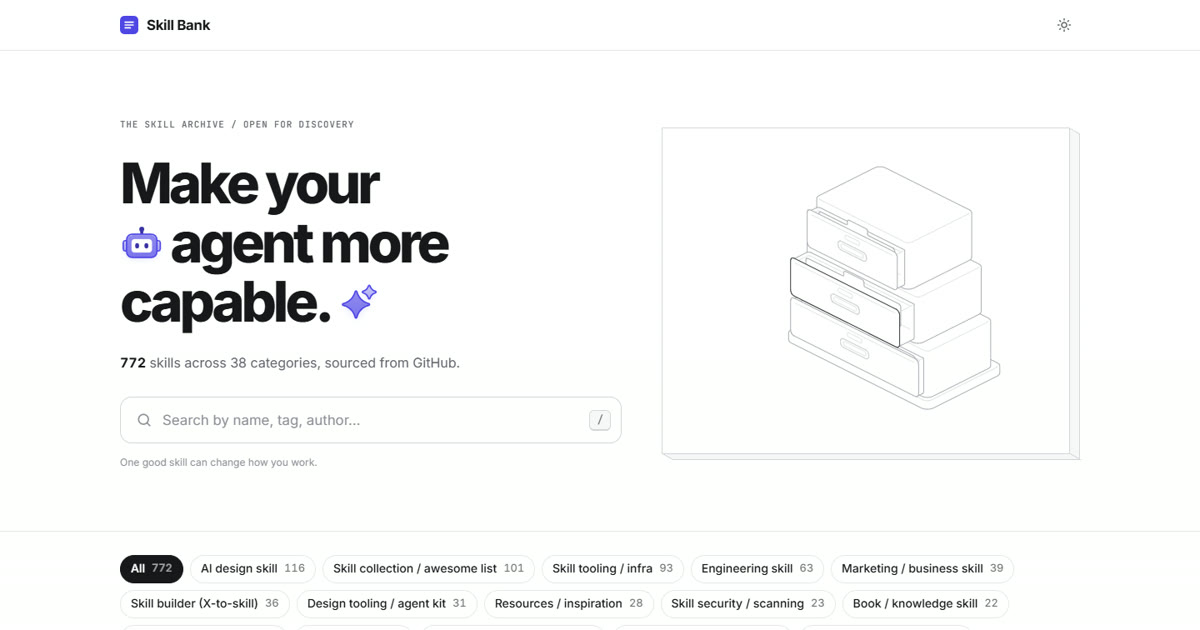 Skill Bank
THE SKILL ARCHIVE / OPEN FOR DISCOVERY
Make your
agent more
capable.
772 skills across 38 categories, sourced from GitHub.
Search by name, tag, author... /
One good skill can change how you work.
All 772 AI design skill 116 Skill collection / awesome list 101 Skill tooling / infra 93 Engineering skill 63 Marketing / business skill 39
Skill builder (X-to-skill) 36 Design tooling / agent kit 31 Resources / inspiration 28 Skill security / scanning 23 Book / knowledge skill 22